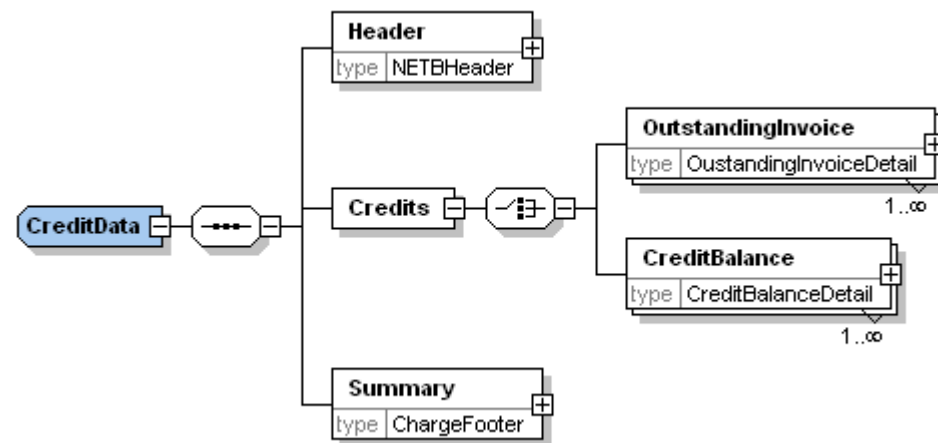 Header
type NETBHeader
OutstandingInvoice
type OustandingInvoiceDetail
1..∞
CreditData
Credits
CreditBalance
type CreditBalanceDetail
1..∞
Summary
type ChargeFooter